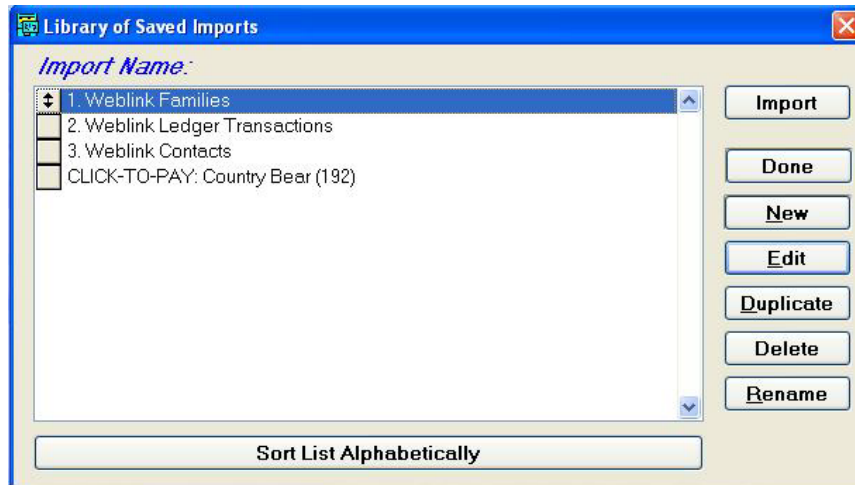 Library of Saved Imports
Import Name:
1. Weblink Families
2. Weblink Ledger Transactions
3. Weblink Contacts
CLICK-TO-PAY: Country Bear (192)
Import
Done
New
Edit
Duplicate
Delete
Rename
Sort List Alphabetically